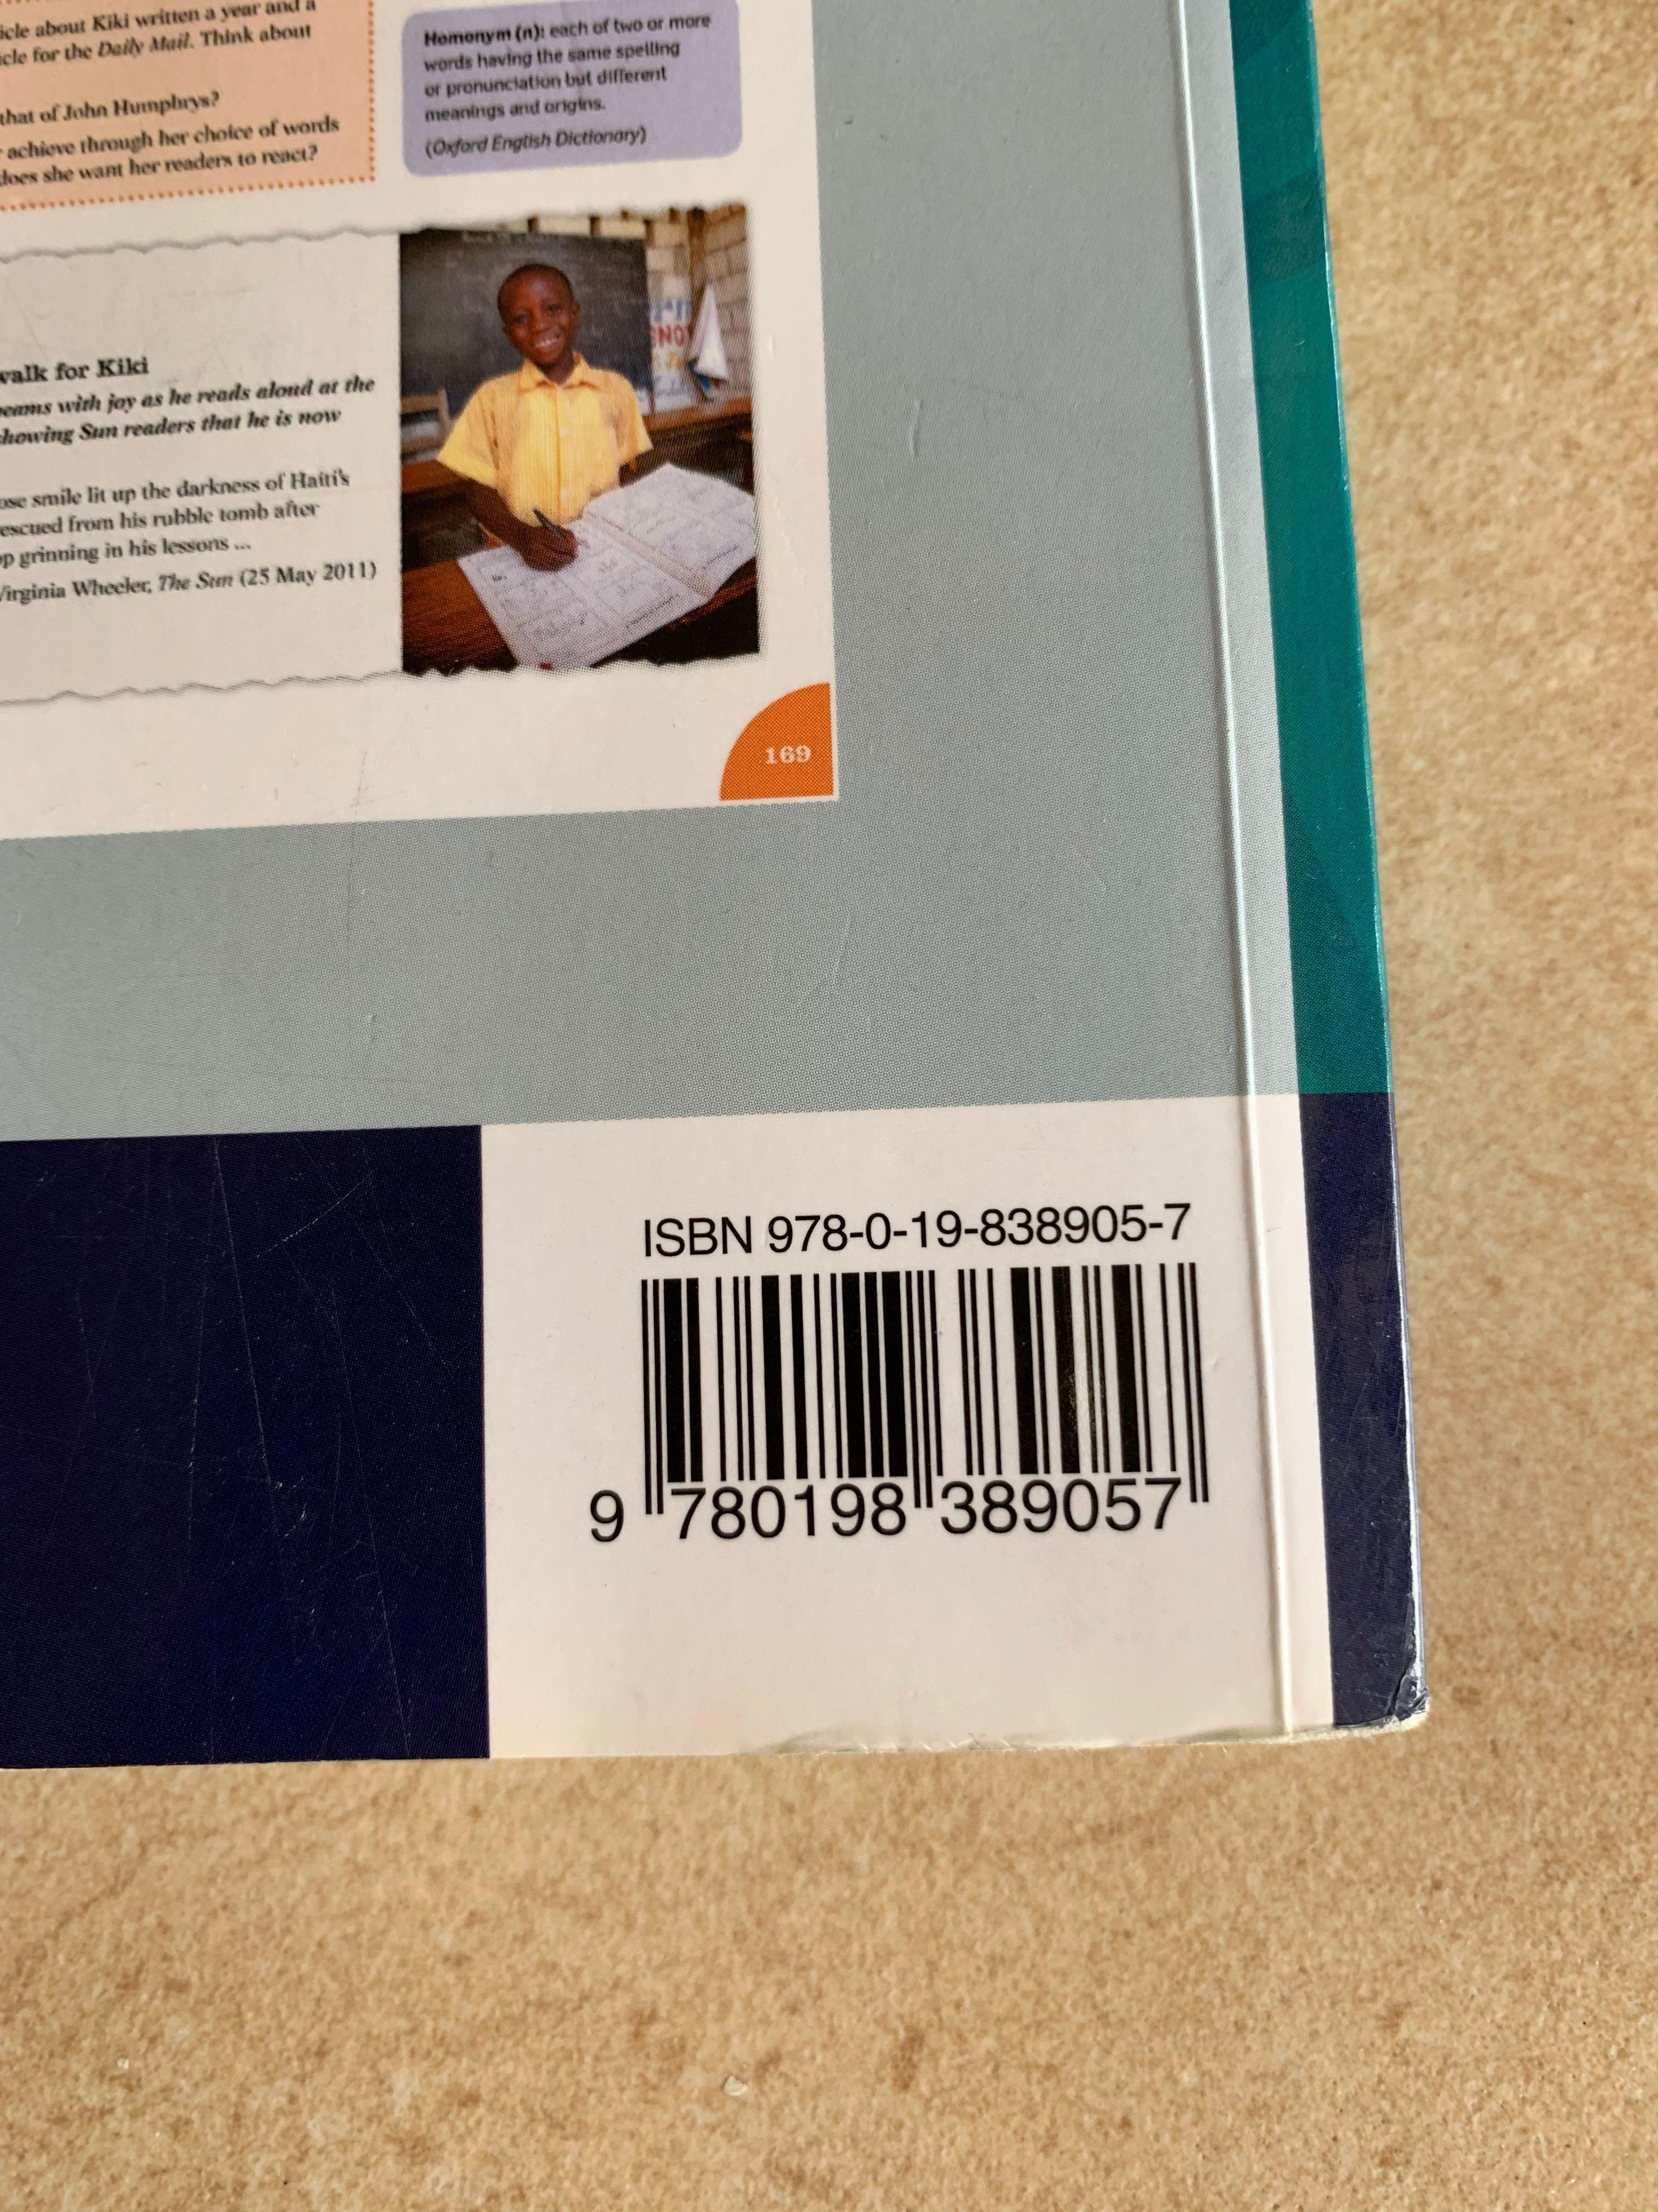 icle about Kiki written a year and a
icle for the Daily Mail. Think about
that of John Humphrys?
achieve through her choice of words
does she want her readers to react?
Homonym (n): each of two or more
words having the same spelling
or pronunciation but different
meanings and origins.
(Oxford English Dictionary)
walk for Kiki
beams with joy as he reads aloud at the
showing Sun readers that he is now
ose smile lit up the darkness of Haiti's
rescued from his rubble tomb after
op grinning in his lessons ...
Virginia Wheeler, The Sun (25 May 2011)
169
ISBN 978-0-19-838905-7
9 780198 389057